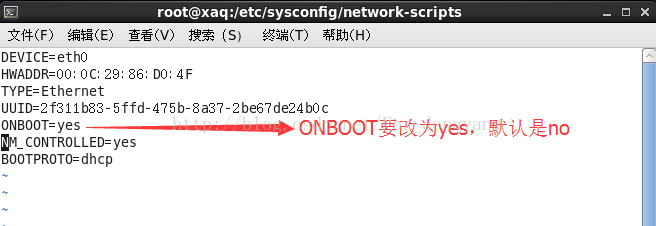 root@xaq:/etc/sysconfig/network-scripts
文件(F) 编辑(E) 查看(V) 搜索 (S) 终端(T) 帮助(H)
DEVICE=eth0
HWADDR=00:0C:29:86:D0:4F
TYPE=Ethernet
UUID=2f311b83-5ffd-475b-8a37-2be67de24b0c
ONBOOT=yes ONBOOT要改为yes，默认是no
NM_CONTROLLED=yes
BOOTPROTO=dhcp
~
~
~